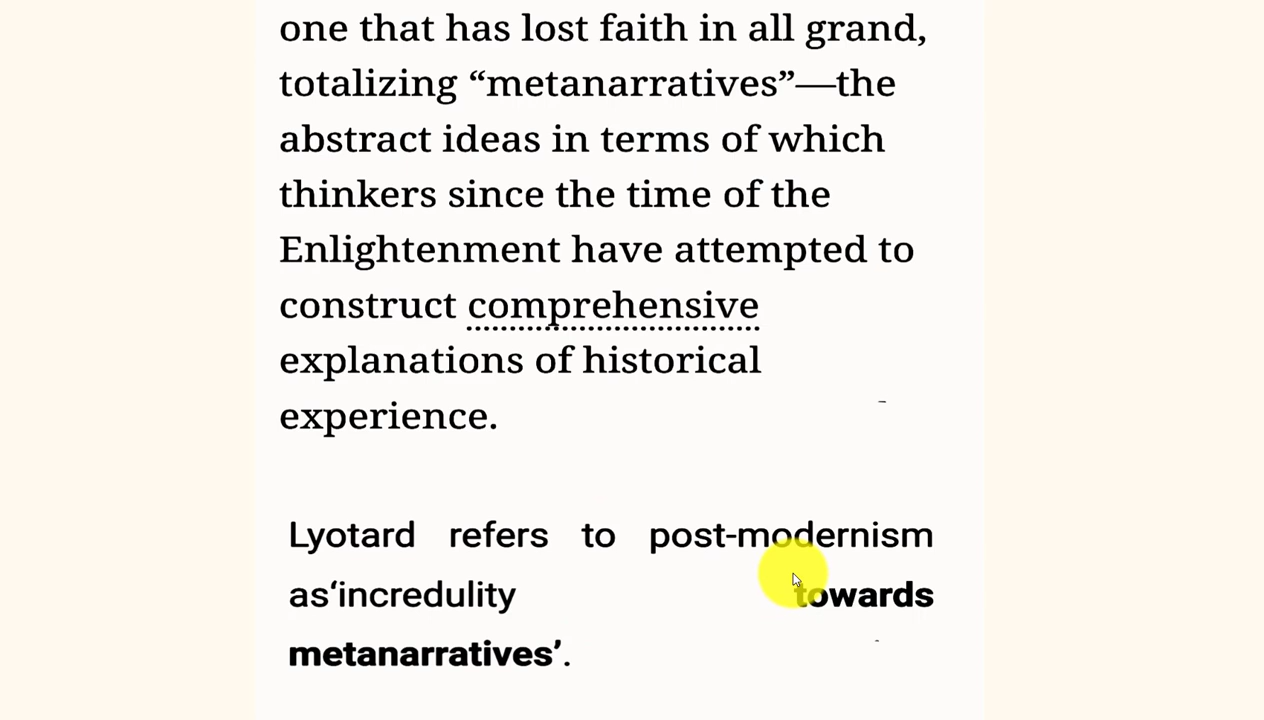 one that has lost faith in all grand,
totalizing “metanarratives”—the
abstract ideas in terms of which
thinkers since the time of the
Enlightenment have attempted to
construct comprehensive
explanations of historical
experience.
Lyotard refers to post-modernism
as‘incredulity towards
metanarratives’.